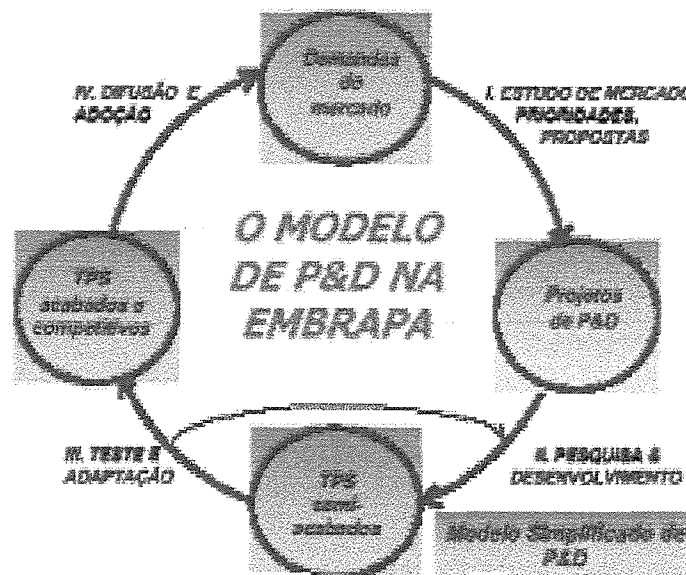 Demandas
do
mercado
IV. DIFUSÃO E
ADOÇÃO
I. ESTUDO DE MERCADO,
PRIORIDADES,
PROPOSTAS
O MODELO
DE P&D NA
EMBRAPA
TPS
acabados e
competitivos
Projetos
de P&D
III. TESTE E
ADAPTAÇÃO
TPS
semi-
acabados
II. PESQUISA &
DESENVOLVIMENTO
Modelo Simplificado de
P&D